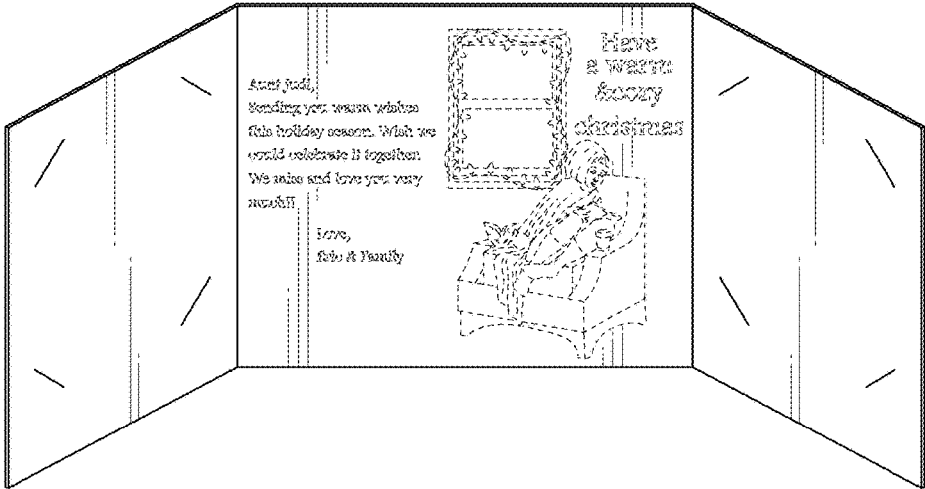 Aunt Judi,
Sending you warm wishes
this holiday season. Wish we
could celebrate it together.
We miss and love you very
much!!
Love,
& Family
Have
a warm
&cozy
christmas